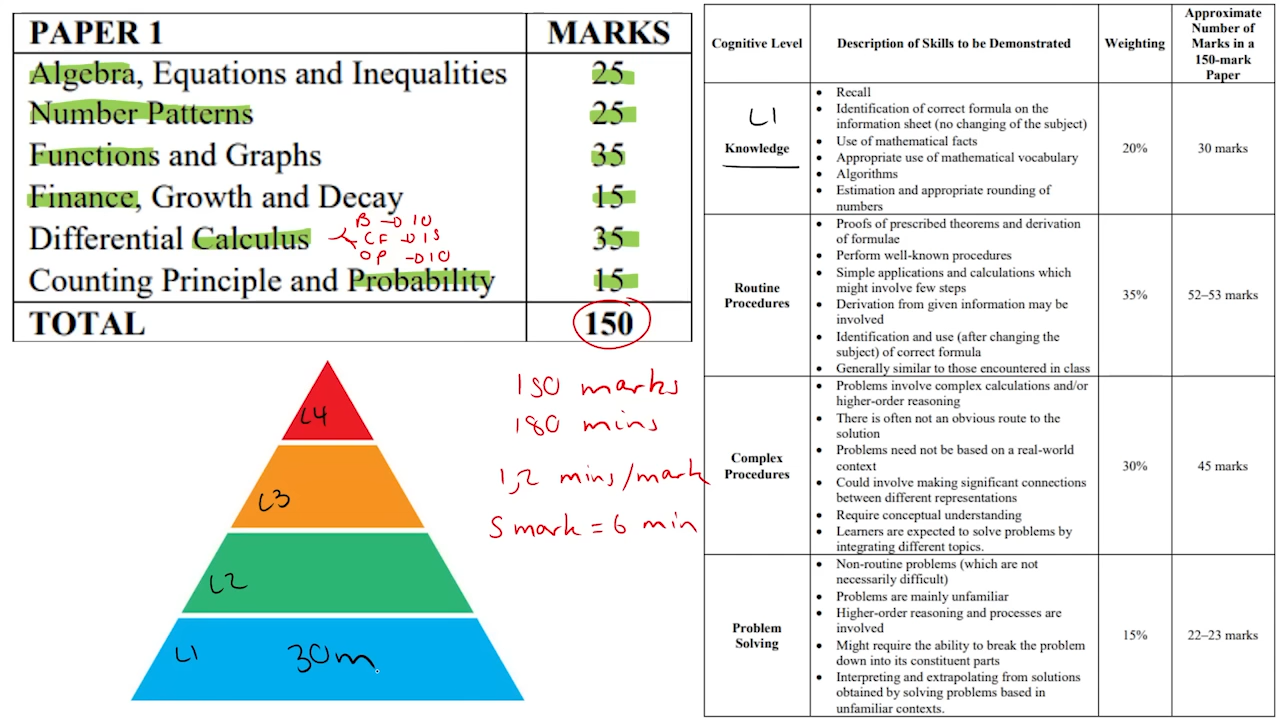 PAPER 1 MARKS
Algebra, Equations and Inequalities 25
Number Patterns 25
Functions and Graphs 35
Finance, Growth and Decay 15
B → 10
Differential Calculus CF → 15 35
OP → 10
Counting Principle and Probability 15
TOTAL 150
150 marks
180 mins
1,2 mins/mark
5 mark = 6 min
L4
L3
L2
L1 30m
Cognitive Level
Description of Skills to be Demonstrated
Weighting
Approximate
Number of
Marks in a
150-mark
Paper
L1
Knowledge
• Recall
• Identification of correct formula on the
information sheet (no changing of the subject)
• Use of mathematical facts
• Appropriate use of mathematical vocabulary
• Algorithms
• Estimation and appropriate rounding of
numbers
20%
30 marks
Routine
Procedures
• Proofs of prescribed theorems and derivation
of formulae
• Perform well-known procedures
• Simple applications and calculations which
might involve few steps
• Derivation from given information may be
involved
• Identification and use (after changing the
subject) of correct formula
• Generally similar to those encountered in class
35%
52–53 marks
Complex
Procedures
• Problems involve complex calculations and/or
higher-order reasoning
• There is often not an obvious route to the
solution
• Problems need not be based on a real-world
context
• Could involve making significant connections
between different representations
• Require conceptual understanding
• Learners are expected to solve problems by
integrating different topics.
30%
45 marks
Problem
Solving
• Non-routine problems (which are not
necessarily difficult)
• Problems are mainly unfamiliar
• Higher-order reasoning and processes are
involved
• Might require the ability to break the problem
down into its constituent parts
• Interpreting and extrapolating from solutions
obtained by solving problems based in
unfamiliar contexts.
15%
22–23 marks